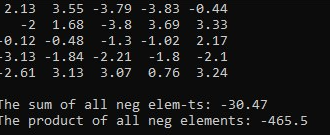 2.13 3.55 -3.79 -3.83 -0.44
-2 1.68 -3.8 3.69 3.33
-0.12 -0.48 -1.3 -1.02 2.17
-3.13 -1.84 -2.21 -1.8 -2.1
-2.61 3.13 3.07 0.76 3.24
The sum of all neg elem-ts: -30.47
The product of all neg elements: -465.5